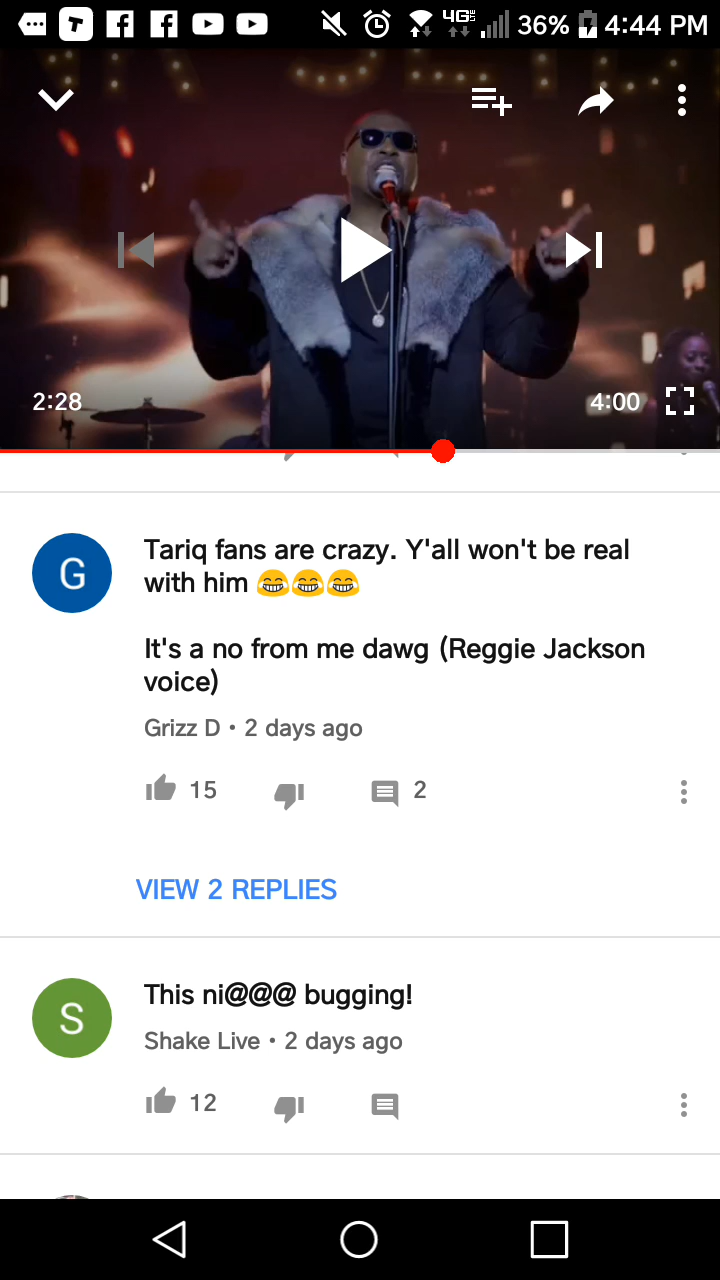 4G LTE 36% 4:44 PM
2:28
4:00
G
Tariq fans are crazy. Y'all won't be real
with him 😂😂😂
It's a no from me dawg (Reggie Jackson
voice)
Grizz D • 2 days ago
15
2
VIEW 2 REPLIES
S
This ni@@@ bugging!
Shake Live • 2 days ago
12